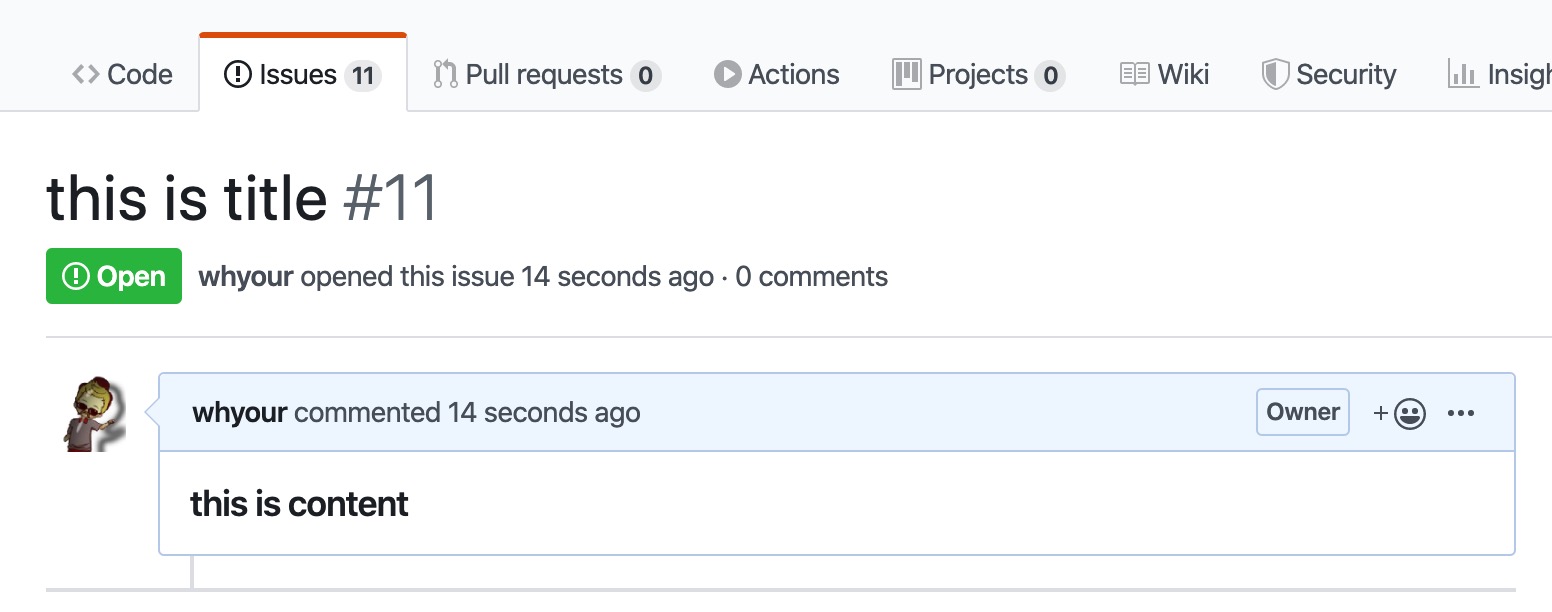 Code Issues 11 Pull requests 0 Actions Projects 0 Wiki Security Insigh
this is title #11
Open whyour opened this issue 14 seconds ago · 0 comments
whyour commented 14 seconds ago Owner
this is content